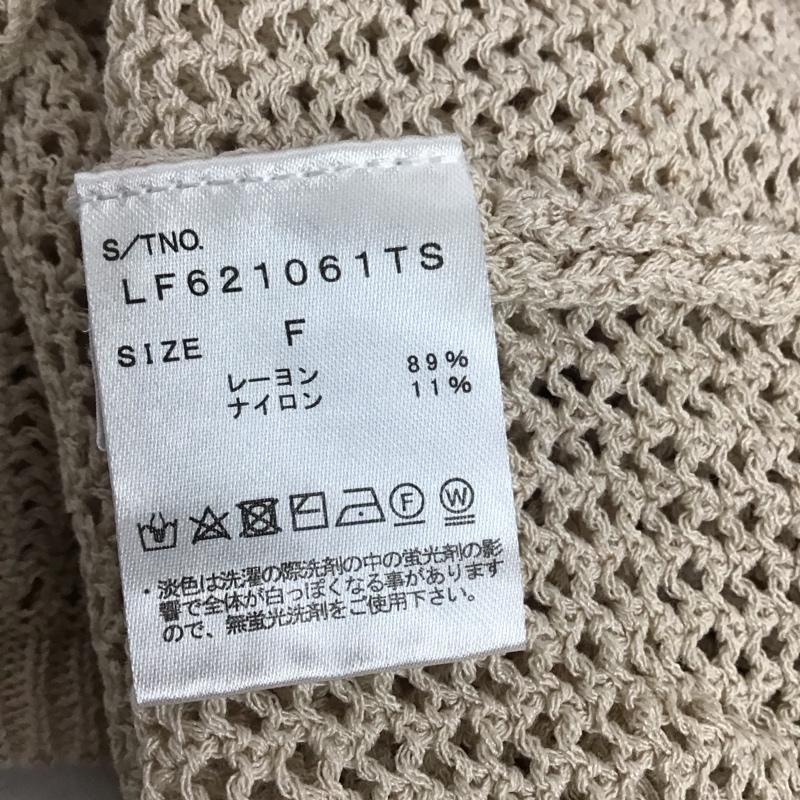 S/TNO.
LF621061TS
SIZE F
レーヨン 89%
ナイロン 11%
F W
・淡色は洗濯の際洗剤の中の蛍光剤の影
響で全体が白っぽくなる事があります
ので、無蛍光洗剤をご使用下さい。